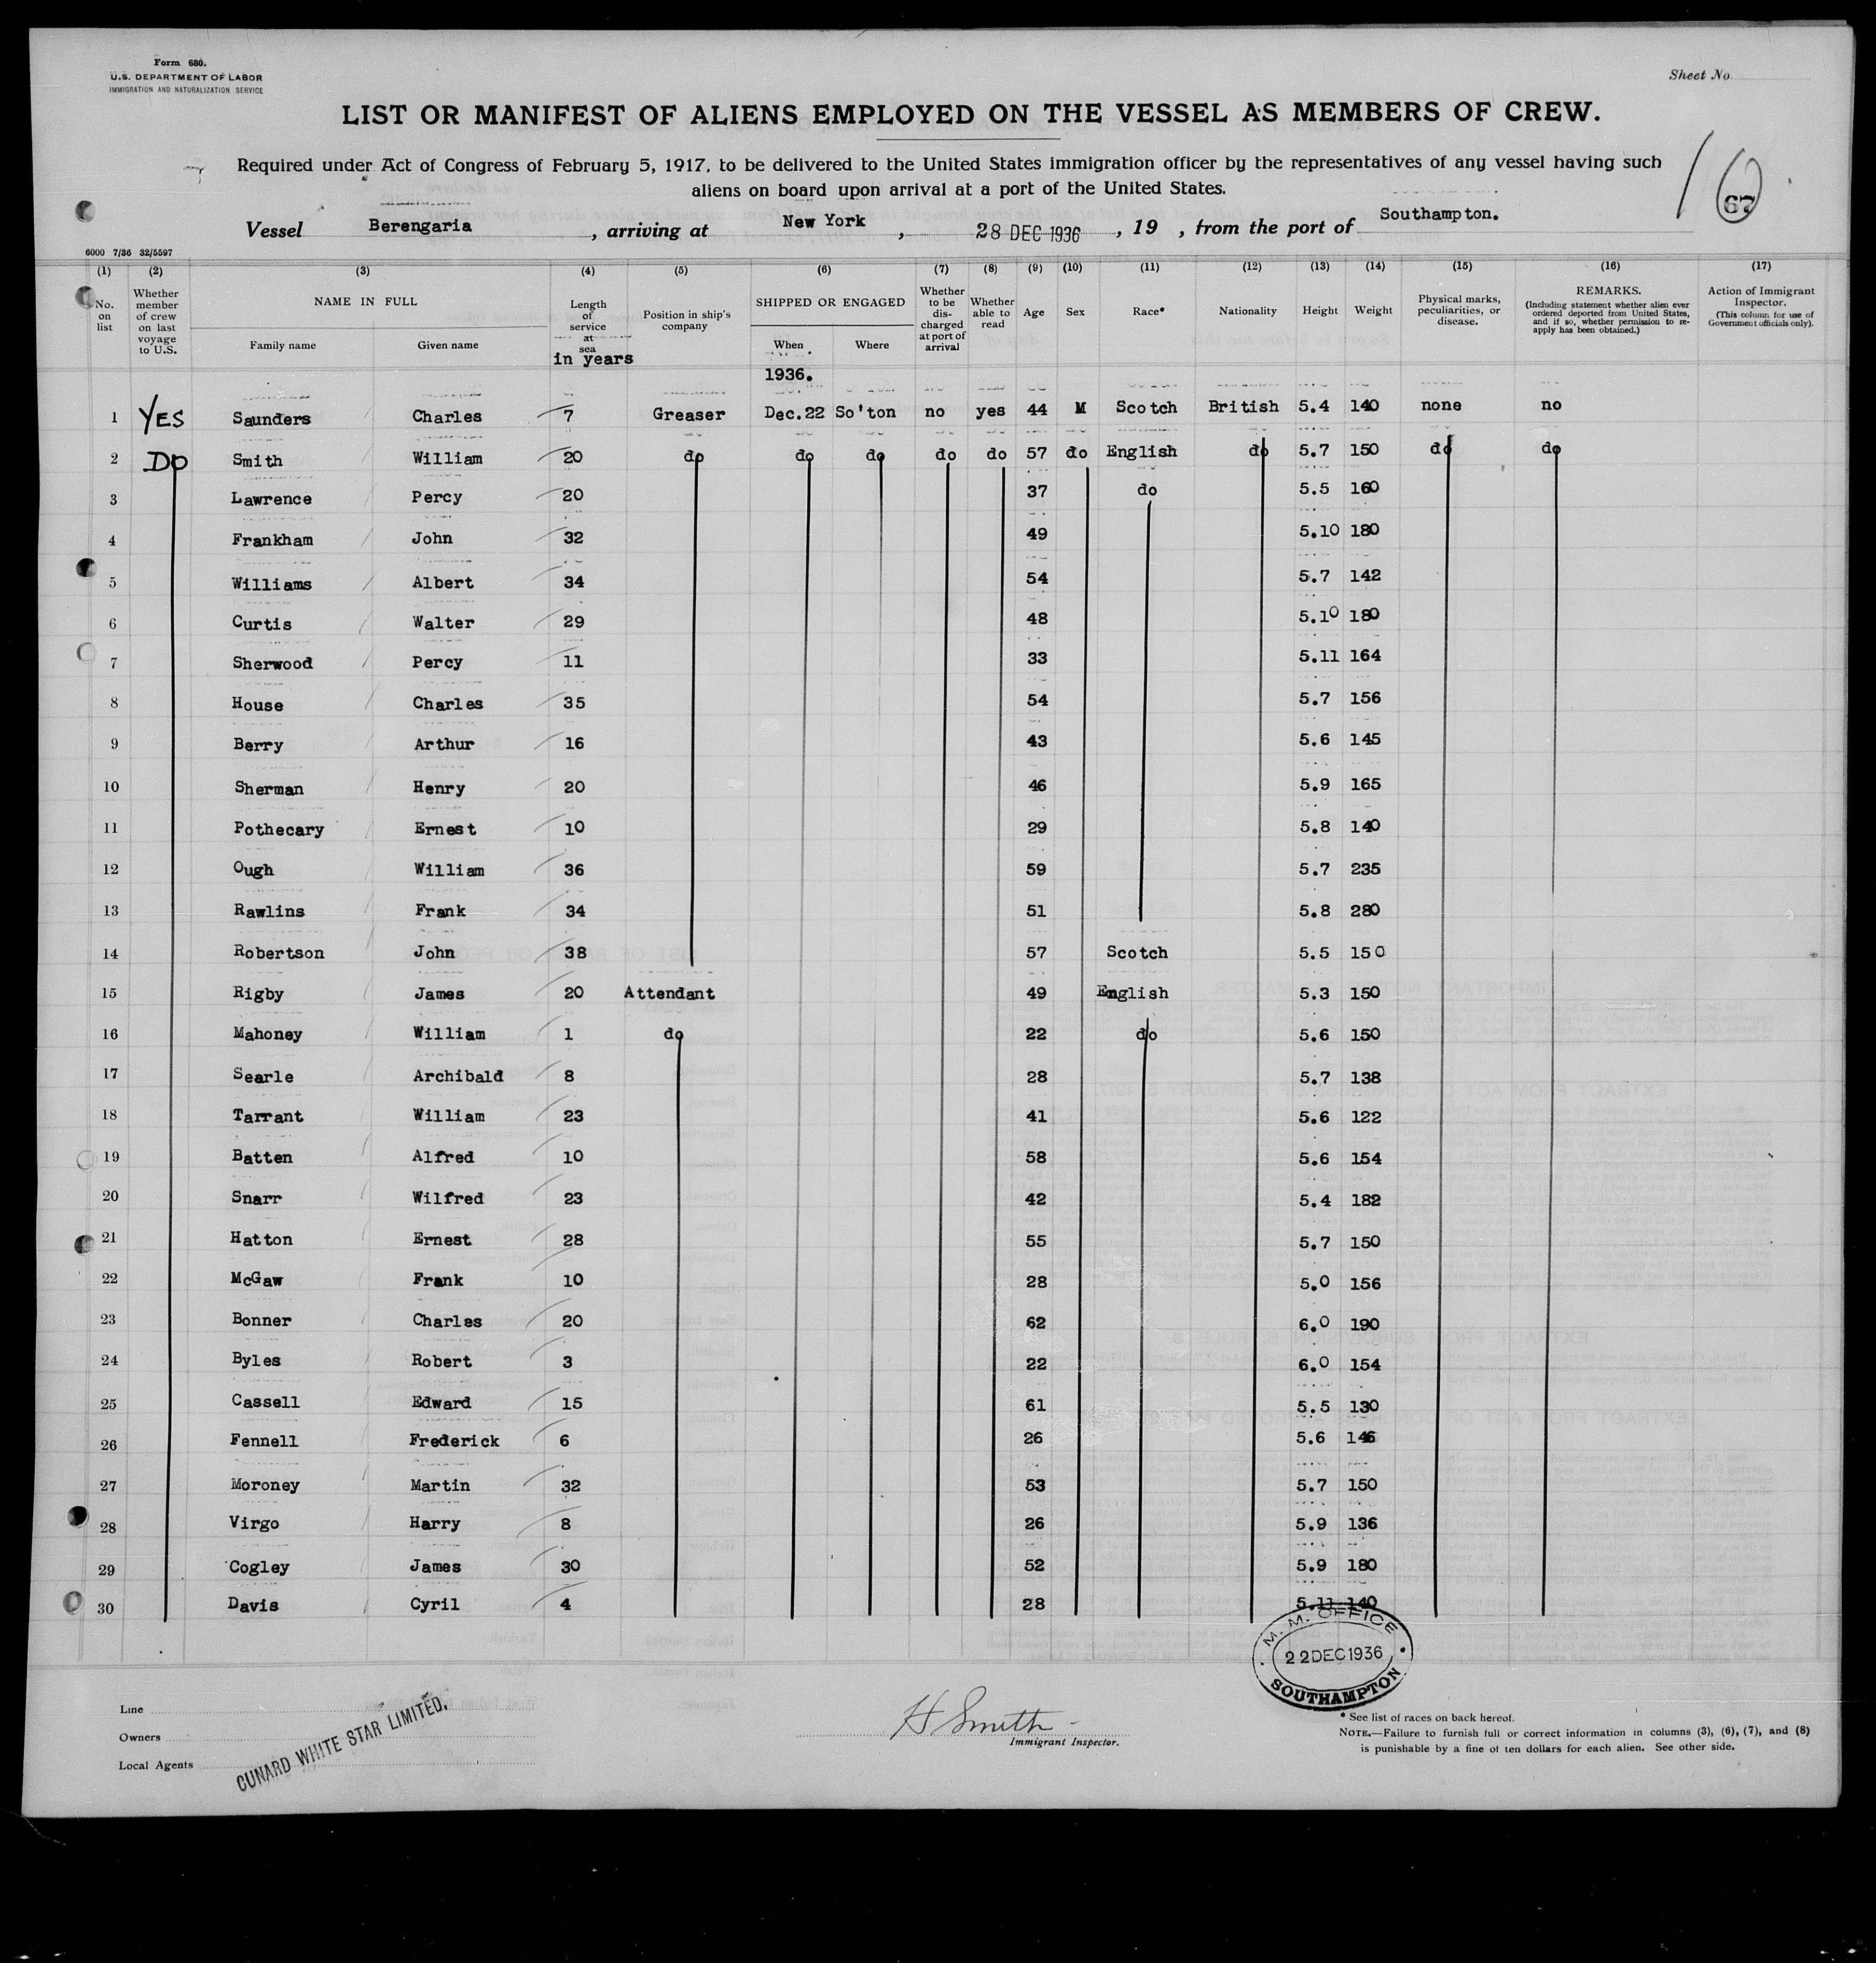 Form 680.
U.S. DEPARTMENT OF LABOR
IMMIGRATION AND NATURALIZATION SERVICE
Sheet No.
LIST OR MANIFEST OF ALIENS EMPLOYED ON THE VESSEL AS MEMBERS OF CREW.
Required under Act of Congress of February 5, 1917, to be delivered to the United States immigration officer by the representatives of any vessel having such
aliens on board upon arrival at a port of the United States.
67
Vessel Berengaria, arriving at New York, 28 DEC 1936, 19 , from the port of Southampton.
6000 7/36 32/5597
(1) (2) (3) (4) (5) (6) (7) (8) (9) (10) (11) (12) (13) (14) (15) (16) (17)
No. on list
Whether member of crew on last voyage to U.S.
NAME IN FULL
Family name Given name
Length of service at sea in years
Position in ship's company
SHIPPED OR ENGAGED
When Where
Whether to be discharged at port of arrival
Whether able to read
Age
Sex
Race*
Nationality
Height
Weight
Physical marks, peculiarities, or disease.
REMARKS.
(Including statement whether alien ever ordered deported from United States, and if so, whether permission to re-apply has been obtained.)
Action of Immigrant Inspector.
(This column for use of Government officials only).
1936.
1 YES Saunders Charles 7 Greaser Dec.22 So'ton no yes 44 M Scotch British 5.4 140 none no
2 DO Smith William 20 do do do do do 57 do English do 5.7 150 do do
3 Lawrence Percy 20 37 do 5.5 160
4 Frankham John 32 49 5.10 180
5 Williams Albert 34 54 5.7 142
6 Curtis Walter 29 48 5.10 180
7 Sherwood Percy 11 33 5.11 164
8 House Charles 35 54 5.7 156
9 Berry Arthur 16 43 5.6 145
10 Sherman Henry 20 46 5.9 165
11 Pothecary Ernest 10 29 5.8 140
12 Ough William 36 59 5.7 235
13 Rawlins Frank 34 51 5.8 280
14 Robertson John 38 57 Scotch 5.5 150
15 Rigby James 20 Attendant 49 English 5.3 150
16 Mahoney William 1 do 22 do 5.6 150
17 Searle Archibald 8 28 5.7 138
18 Tarrant William 23 41 5.6 122
19 Batten Alfred 10 58 5.6 154
20 Snarr Wilfred 23 42 5.4 182
21 Hatton Ernest 28 55 5.7 150
22 McGaw Frank 10 28 5.0 156
23 Bonner Charles 20 62 6.0 190
24 Byles Robert 3 22 6.0 154
25 Cassell Edward 15 61 5.5 130
26 Fennell Frederick 6 26 5.6 146
27 Moroney Martin 32 53 5.7 150
28 Virgo Harry 8 26 5.9 136
29 Cogley James 30 52 5.9 180
30 Davis Cyril 4 28 5.11 140
M. M. OFFICE
22 DEC 1936
SOUTHAMPTON
Line
Owners
Local Agents
CUNARD WHITE STAR LIMITED.
H Smith
Immigrant Inspector.
* See list of races on back hereof.
NOTE.—Failure to furnish full or correct information in columns (3), (6), (7), and (8)
is punishable by a fine of ten dollars for each alien. See other side.